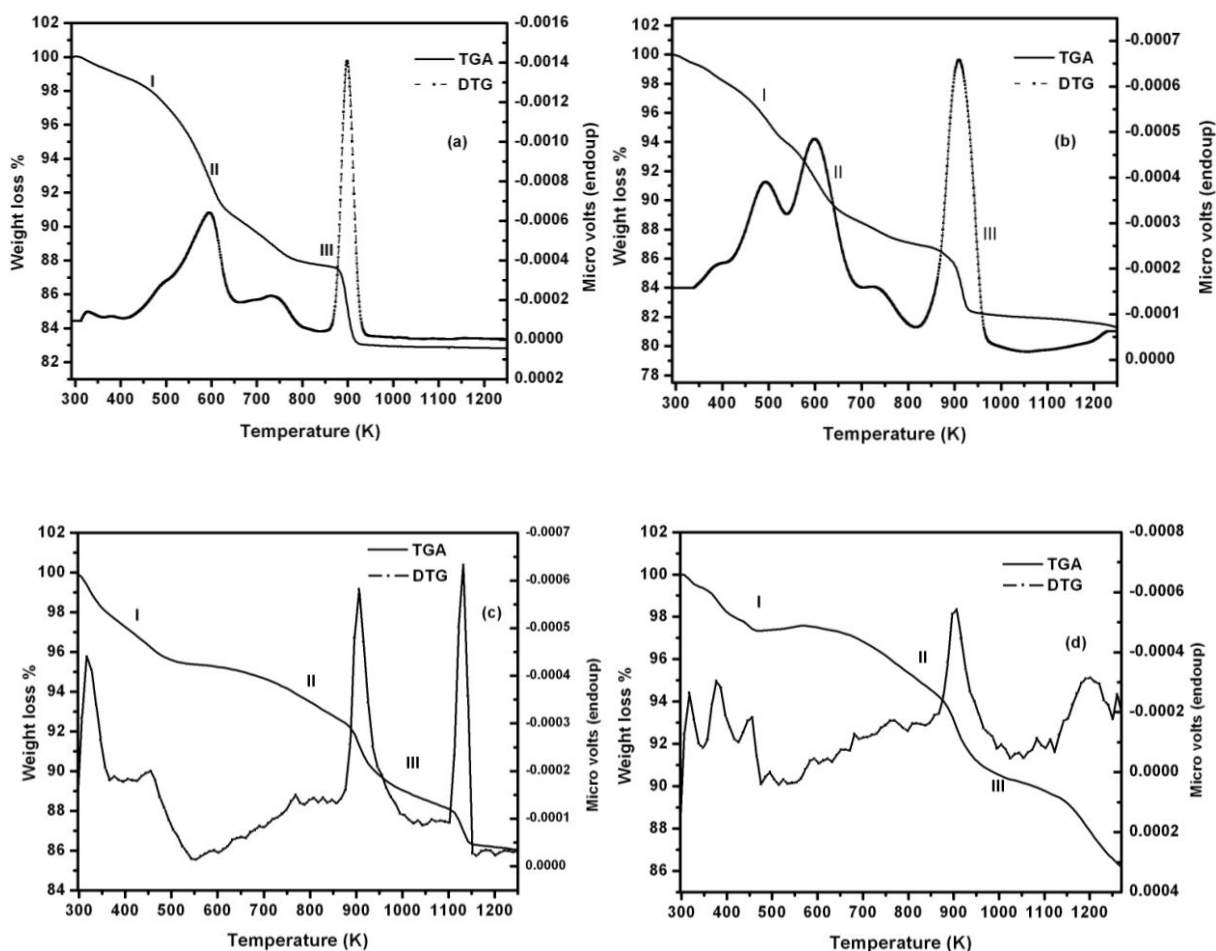 102
100
98
96
94
92
90
88
86
84
82
Weight loss %
300 400 500 600 700 800 900 1000 1100 1200
Temperature (K)
-0.0016
-0.0014
-0.0012
-0.0010
-0.0008
-0.0006
-0.0004
-0.0002
0.0000
0.0002
Micro volts (endoup)
TGA
DTG
(a)
I
II
III
102
100
98
96
94
92
90
88
86
84
82
80
78
Weight loss %
300 400 500 600 700 800 900 1000 1100 1200
Temperature (K)
-0.0007
-0.0006
-0.0005
-0.0004
-0.0003
-0.0002
-0.0001
0.0000
Micro volts (endoup)
TGA
DTG
(b)
I
II
III
102
100
98
96
94
92
90
88
86
84
Weight loss %
300 400 500 600 700 800 900 1000 1100 1200
Temperature (K)
-0.0007
-0.0006
-0.0005
-0.0004
-0.0003
-0.0002
-0.0001
0.0000
Micro volts (endoup)
TGA
DTG
(c)
I
II
III
102
100
98
96
94
92
90
88
86
Weight loss %
300 400 500 600 700 800 900 1000 1100 1200
Temperature (K)
-0.0008
-0.0006
-0.0004
-0.0002
0.0000
0.0002
0.0004
Micro volts (endoup)
TGA
DTG
(d)
I
II
III